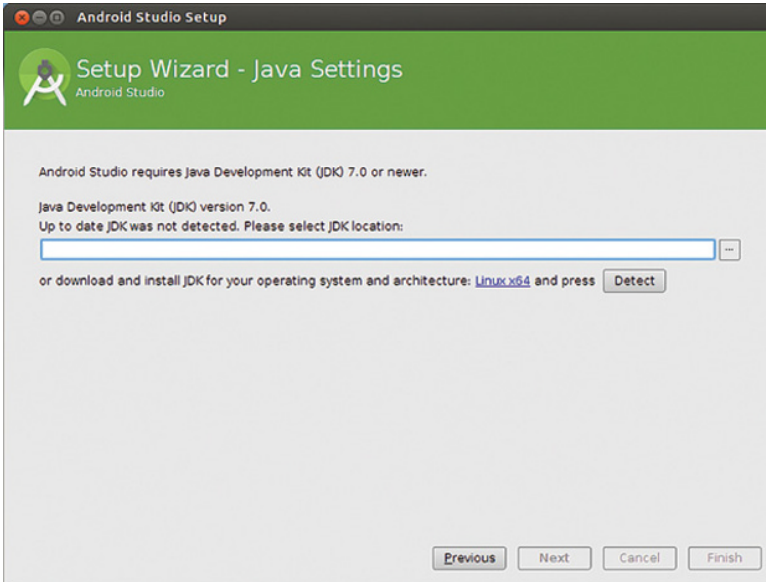 Android Studio Setup
Setup Wizard - Java Settings
Android Studio
Android Studio requires Java Development Kit (JDK) 7.0 or newer.
Java Development Kit (JDK) version 7.0.
Up to date JDK was not detected. Please select JDK location:
...
or download and install JDK for your operating system and architecture: Linux x64 and press Detect
Previous Next Cancel Finish